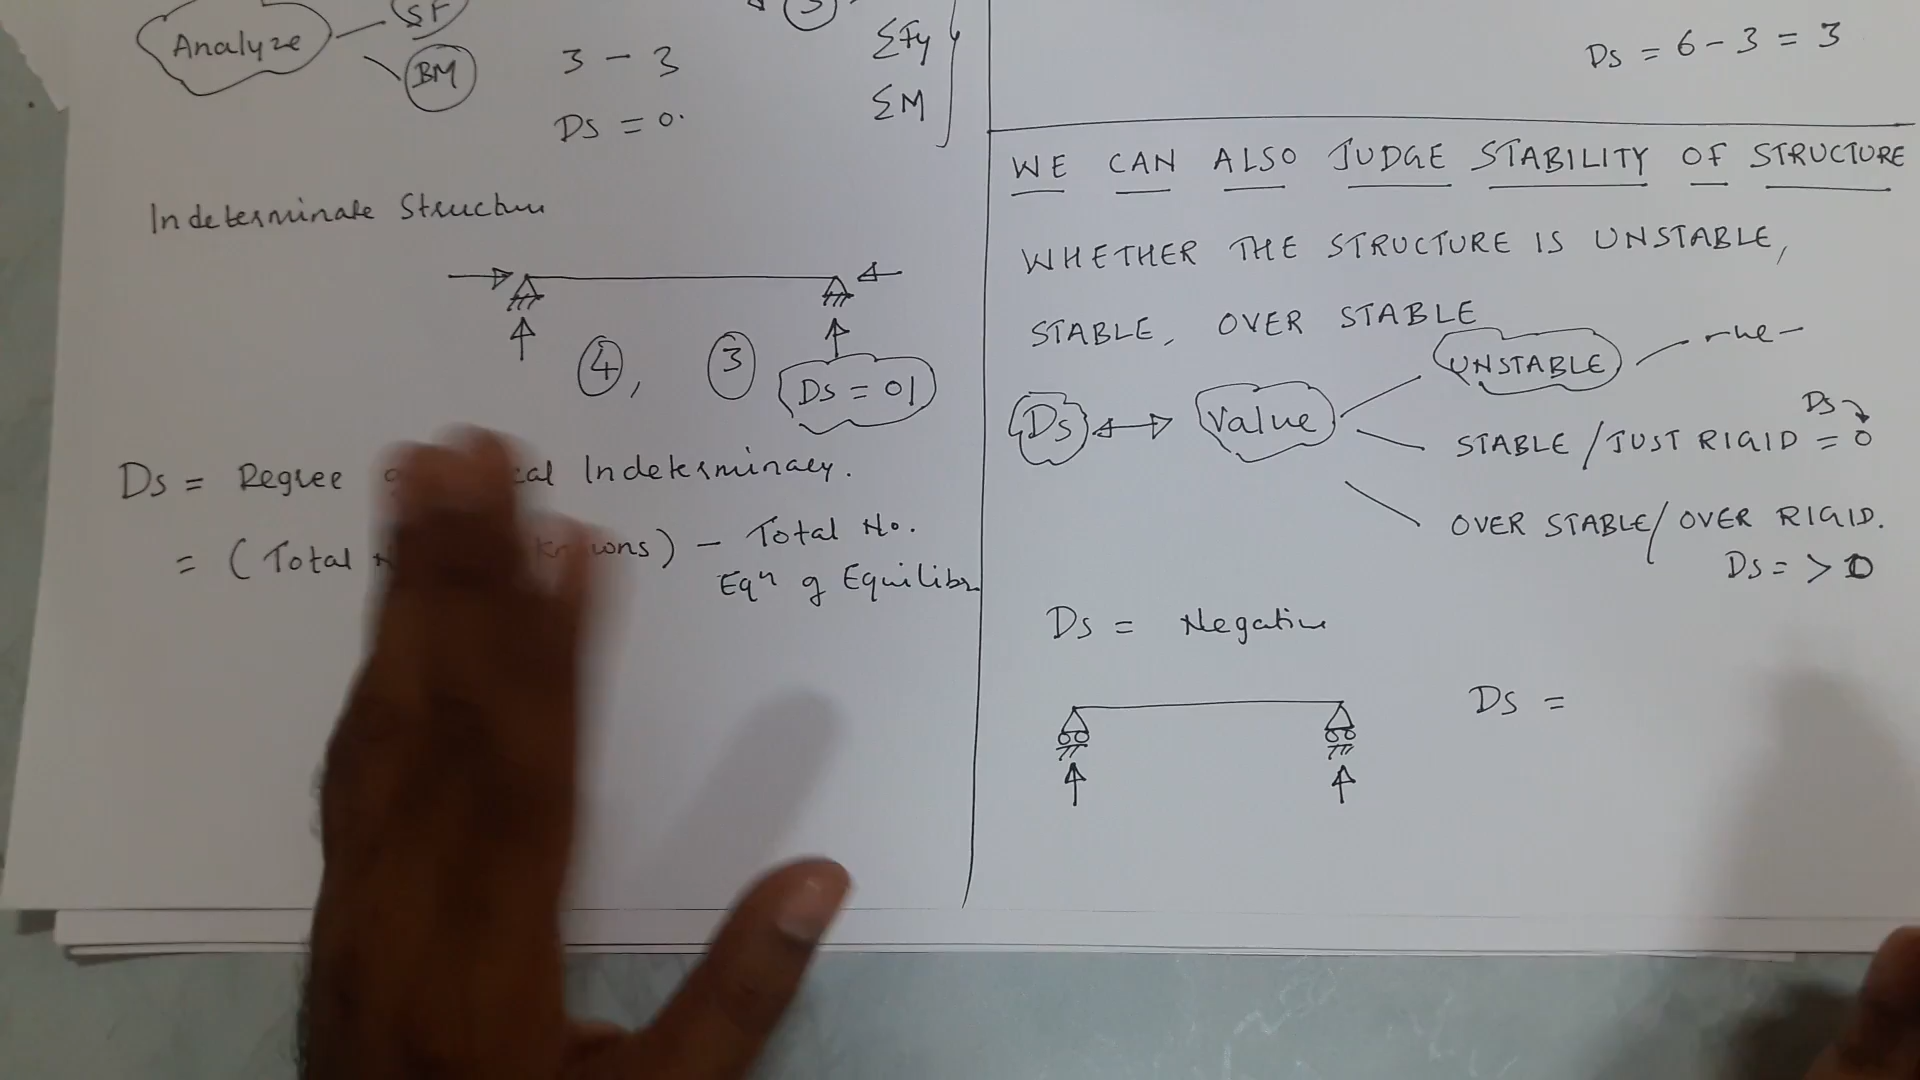 Analyze
SF
BM
3 - 3
Ds = 0.
3
ΣFy
ΣM
Indeterminate Structure
4, 3
Ds = 01
Ds = Degree Indeterminacy.
= (Total - Total No.
Eqⁿ of Equilibr
Ds = 6 - 3 = 3
WE CAN ALSO JUDGE STABILITY OF STRUCTURE
WHETHER THE STRUCTURE IS UNSTABLE,
STABLE, OVER STABLE
UNSTABLE -ve-
Ds Value
Ds
STABLE / JUST RIGID = 0
OVER STABLE / OVER RIGID.
Ds = > 0
Ds = Negative
Ds =